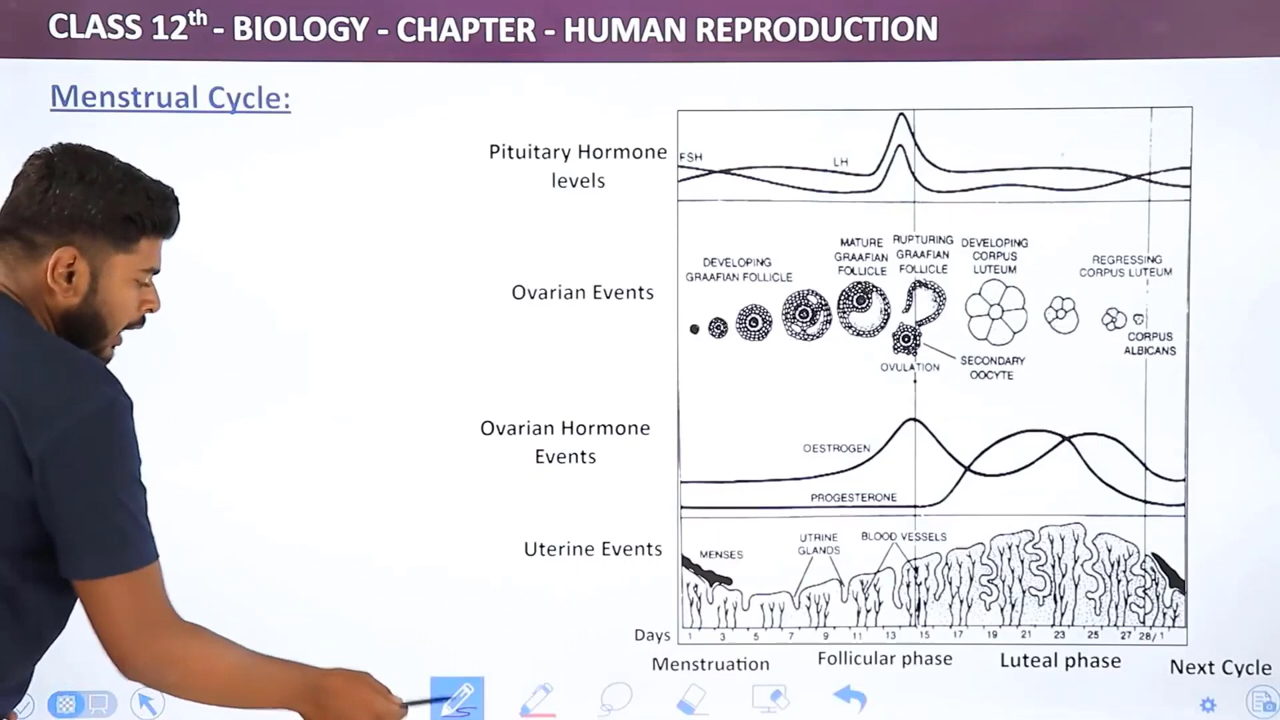 CLASS 12th - BIOLOGY - CHAPTER - HUMAN REPRODUCTION
Menstrual Cycle:
Pituitary Hormone
levels
FSH
LH
Ovarian Events
DEVELOPING
GRAAFIAN FOLLICLE
MATURE
GRAAFIAN
FOLLICLE
RUPTURING
GRAAFIAN
FOLLICLE
DEVELOPING
CORPUS
LUTEUM
REGRESSING
CORPUS LUTEUM
CORPUS
ALBICANS
OVULATION
SECONDARY
OOCYTE
Ovarian Hormone
Events
OESTROGEN
PROGESTERONE
Uterine Events
MENSES
UTRINE
GLANDS
BLOOD VESSELS
Days
1 3 5 7 9 11 13 15 17 19 21 23 25 27 28/1
Menstruation
Follicular phase
Luteal phase
Next Cycle